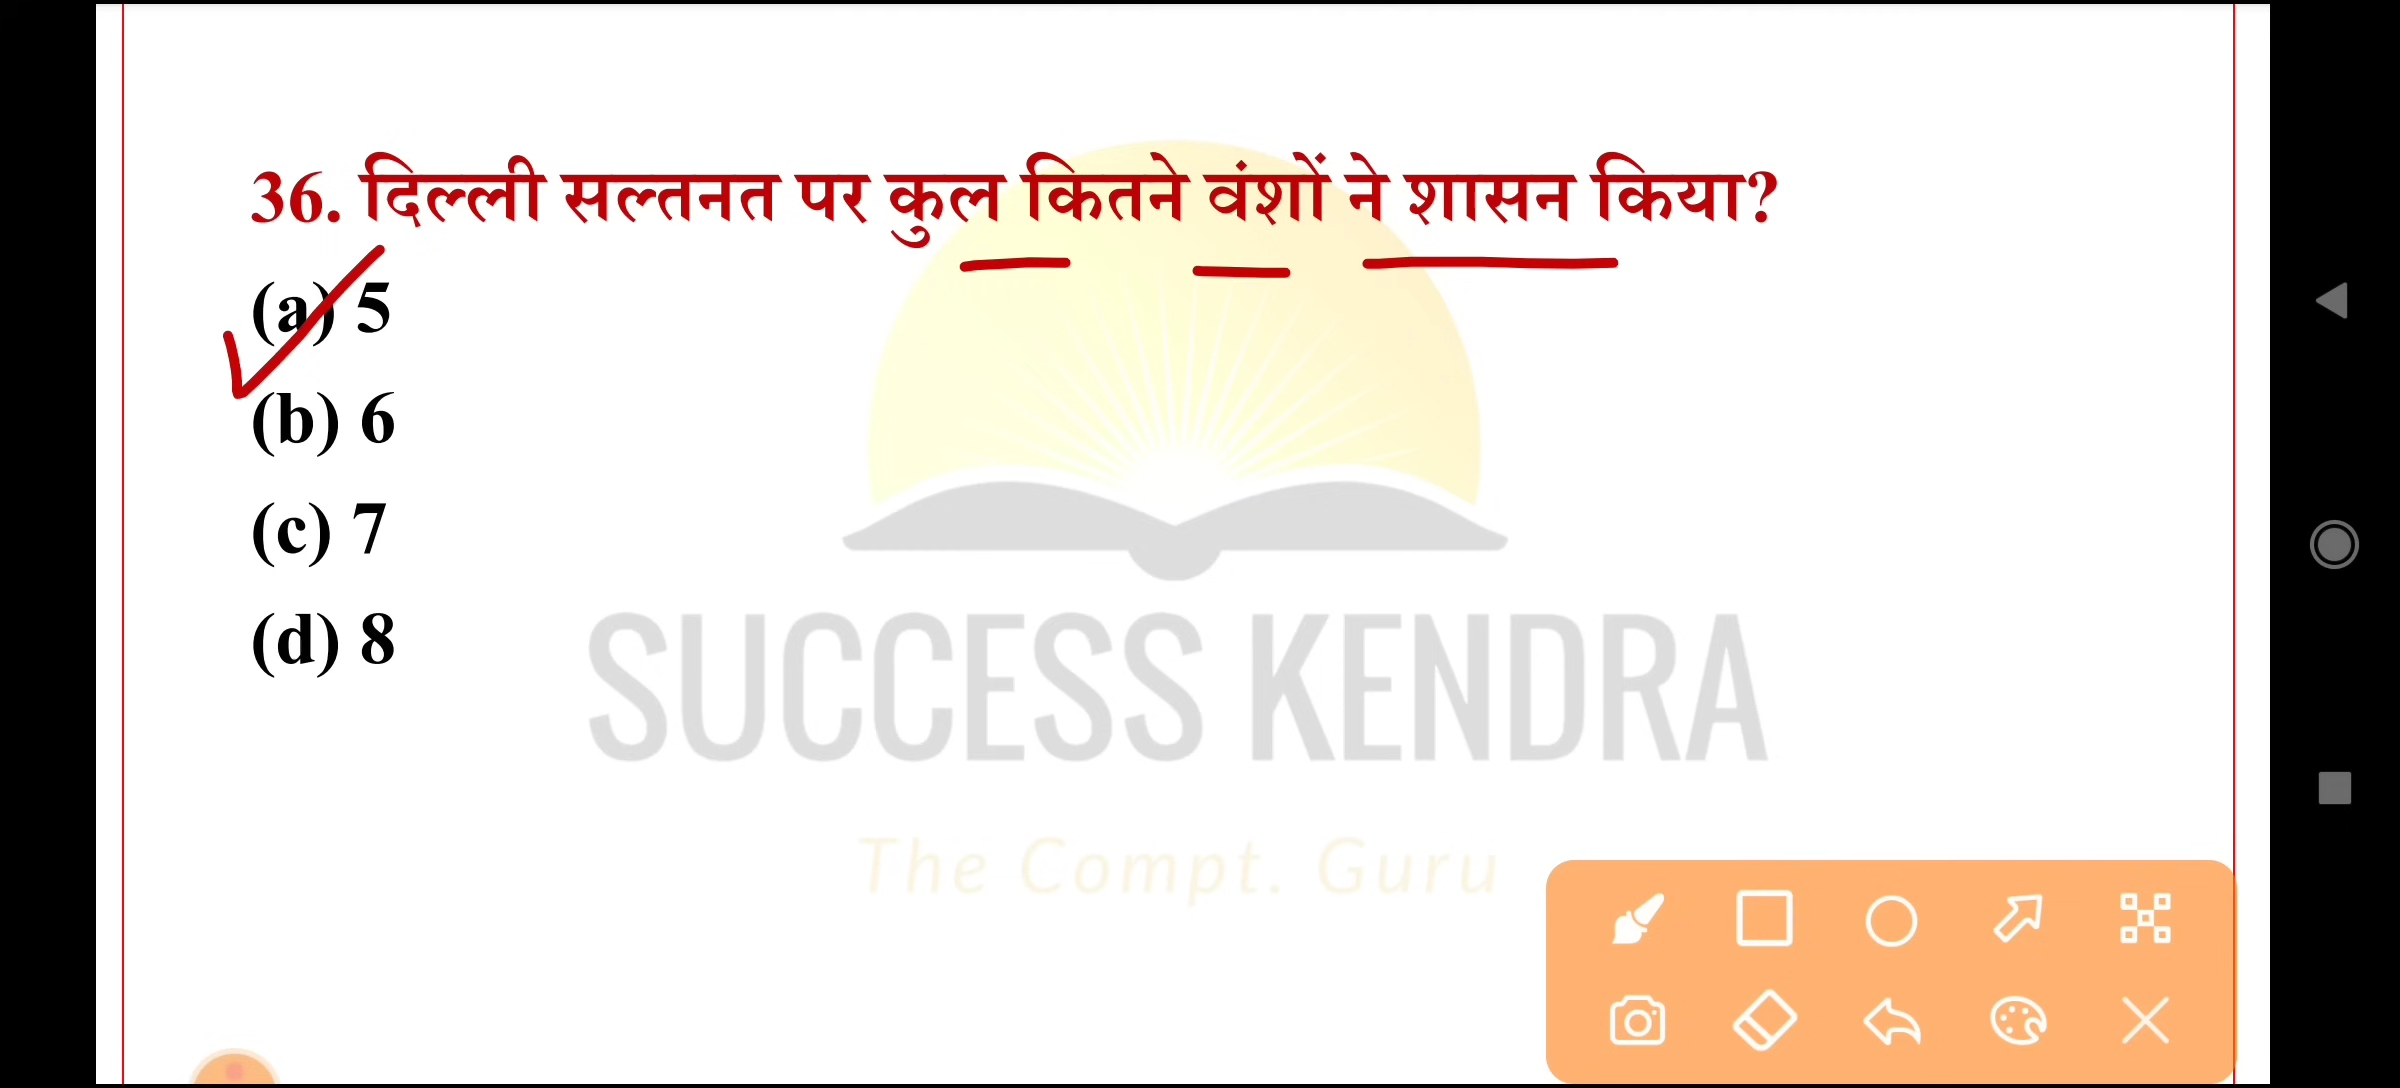 36. दिल्ली सल्तनत पर कुल कितने वंशों ने शासन किया?
(a) 5
(b) 6
(c) 7
(d) 8
SUCCESS KENDRA
The Compt. Guru